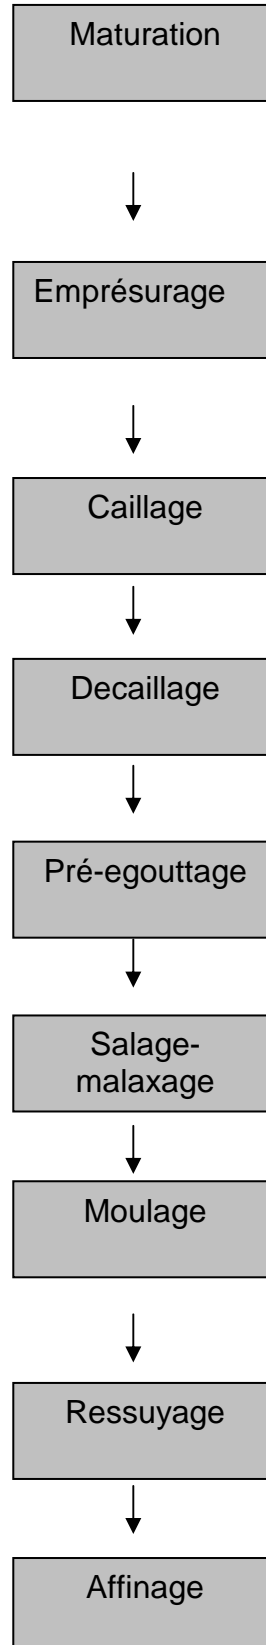 Maturation
Emprésurage
Caillage
Decaillage
Pré-egouttage
Salage-
malaxage
Moulage
Ressuyage
Affinage